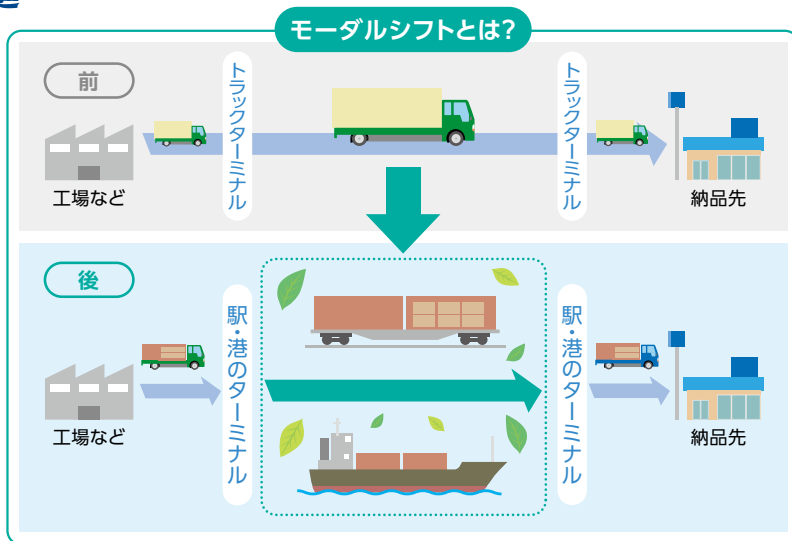 モーダルシフトとは?
前
トラックターミナル
トラックターミナル
工場など
納品先
後
駅・港のターミナル
駅・港のターミナル
工場など
納品先